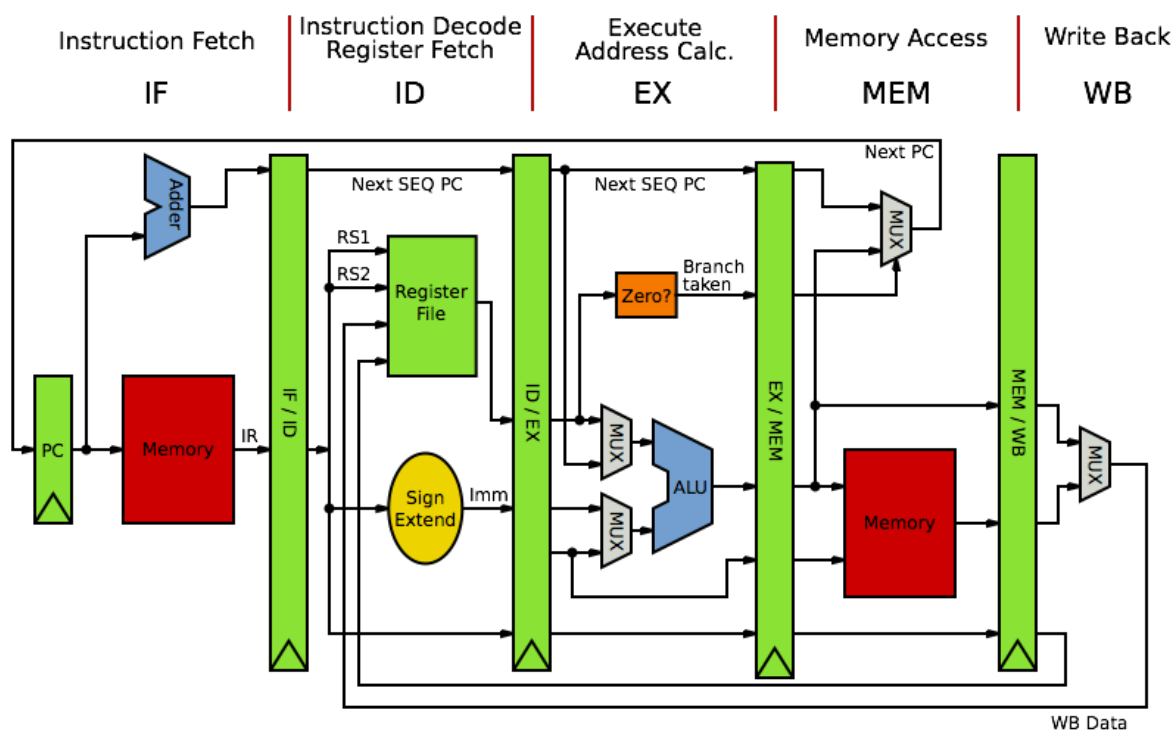 Instruction Fetch
IF
Instruction Decode
Register Fetch
ID
Execute
Address Calc.
EX
Memory Access
MEM
Write Back
WB
Next PC
Adder
Next SEQ PC
Next SEQ PC
MUX
RS1
RS2
Register
File
Zero?
Branch
taken
IF / ID
ID / EX
EX / MEM
MEM / WB
PC
Memory
IR
Sign
Extend
Imm
MUX
MUX
ALU
Memory
MUX
WB Data